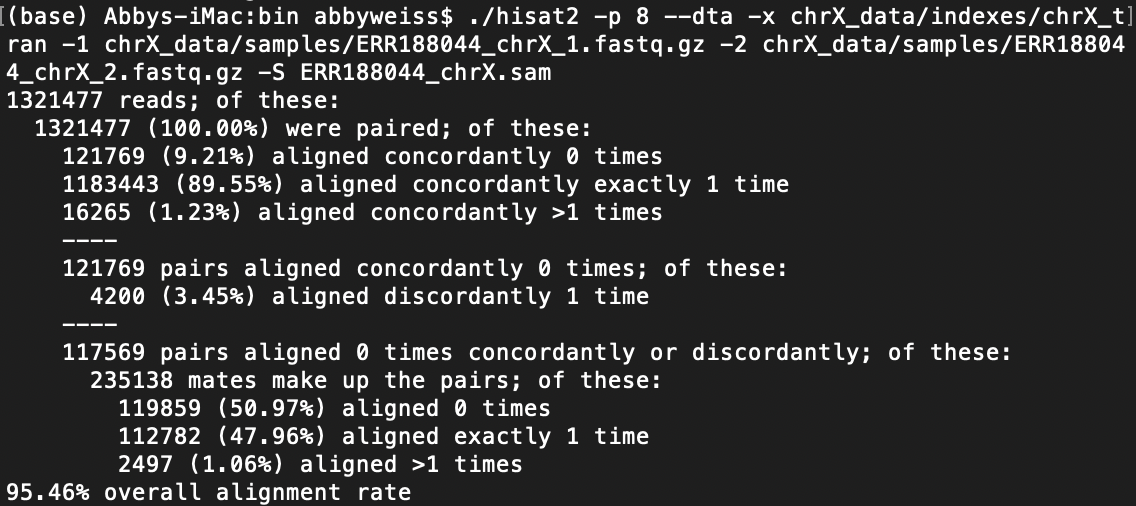 [(base) Abbys-iMac:bin abbyweiss$ ./hisat2 -p 8 --dta -x chrX_data/indexes/chrX_t]
ran -1 chrX_data/samples/ERR188044_chrX_1.fastq.gz -2 chrX_data/samples/ERR18804
4_chrX_2.fastq.gz -S ERR188044_chrX.sam
1321477 reads; of these:
  1321477 (100.00%) were paired; of these:
    121769 (9.21%) aligned concordantly 0 times
    1183443 (89.55%) aligned concordantly exactly 1 time
    16265 (1.23%) aligned concordantly >1 times
    ----
    121769 pairs aligned concordantly 0 times; of these:
      4200 (3.45%) aligned discordantly 1 time
    ----
    117569 pairs aligned 0 times concordantly or discordantly; of these:
      235138 mates make up the pairs; of these:
        119859 (50.97%) aligned 0 times
        112782 (47.96%) aligned exactly 1 time
        2497 (1.06%) aligned >1 times
95.46% overall alignment rate